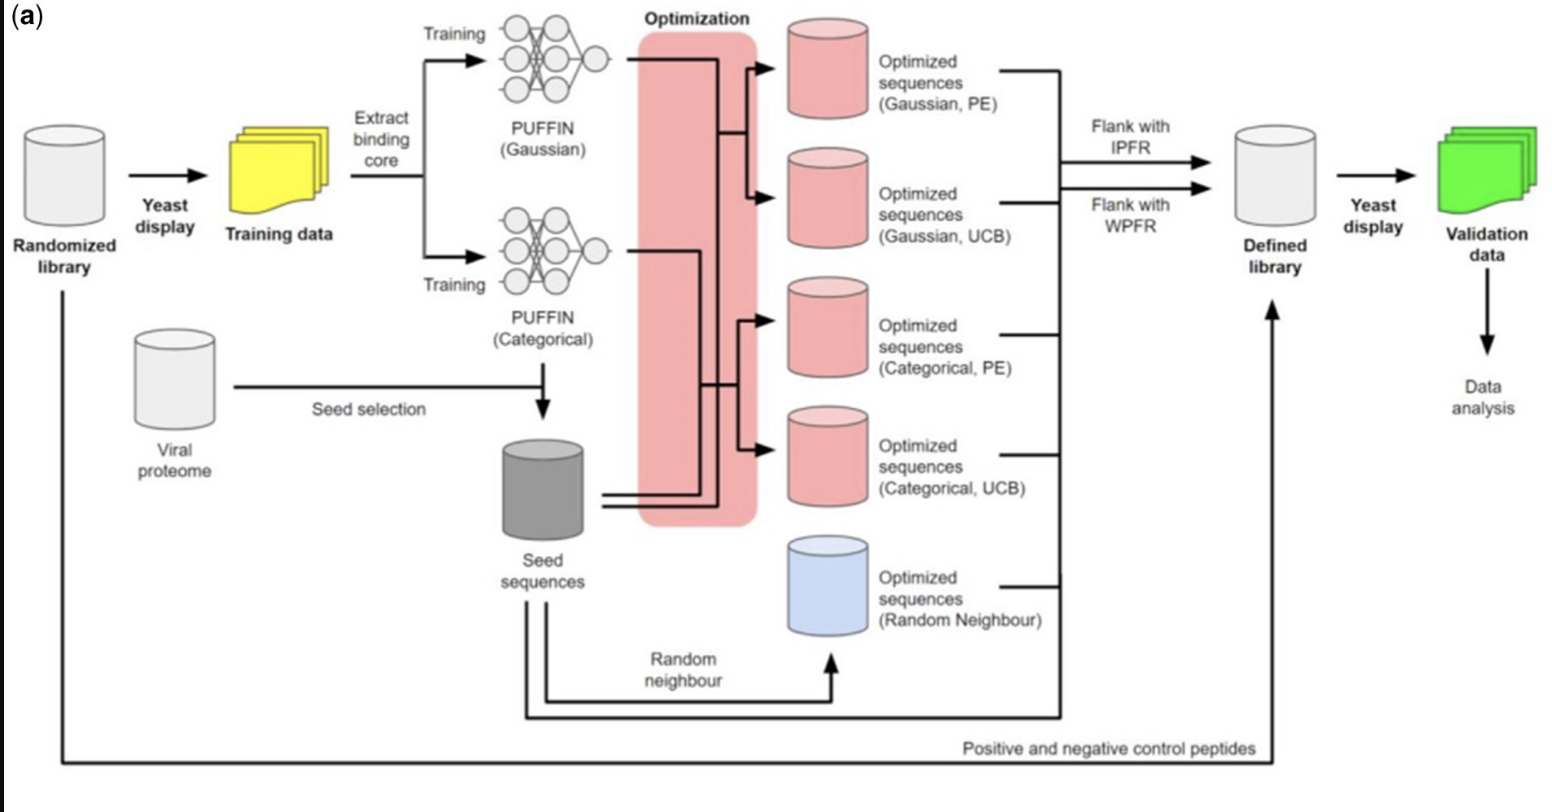 (a)
Optimization
Training
Extract
binding
core
PUFFIN
(Gaussian)
Randomized
library
Yeast
display
Training data
Training
PUFFIN
(Categorical)
Optimized
sequences
(Gaussian, PE)
Optimized
sequences
(Gaussian, UCB)
Optimized
sequences
(Categorical, PE)
Optimized
sequences
(Categorical, UCB)
Optimized
sequences
(Random Neighbour)
Flank with
IPFR
Flank with
WPFR
Defined
library
Yeast
display
Validation
data
Data
analysis
Seed selection
Viral
proteome
Seed
sequences
Random
neighbour
Positive and negative control peptides